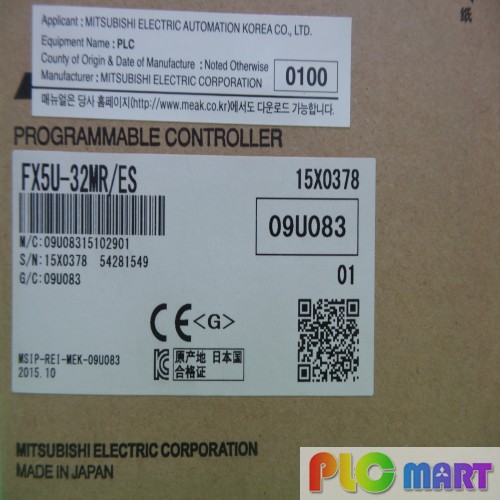 Applicant : MITSUBISHI ELECTRIC AUTOMATION KOREA CO., LTD.
Equipment Name : PLC
County of Origin & Date of Manufacture : Noted Otherwise
Manufacturer : MITSUBISHI ELECTRIC CORPORATION
0100
매뉴얼은 당사 홈페이지(http://www.meak.co.kr)에서도 다운로드 가능합니다.
PROGRAMMABLE CONTROLLER
FX5U-32MR/ES 15X0378
09U083
M/C:09U08315102901
S/N:15X0378 54281549
G/C:09U083
01
CE <G>
MSIP-REI-MEK-09U083
2015.10
原产地 日本国
合格证
MITSUBISHI ELECTRIC CORPORATION
MADE IN JAPAN
PLC mart